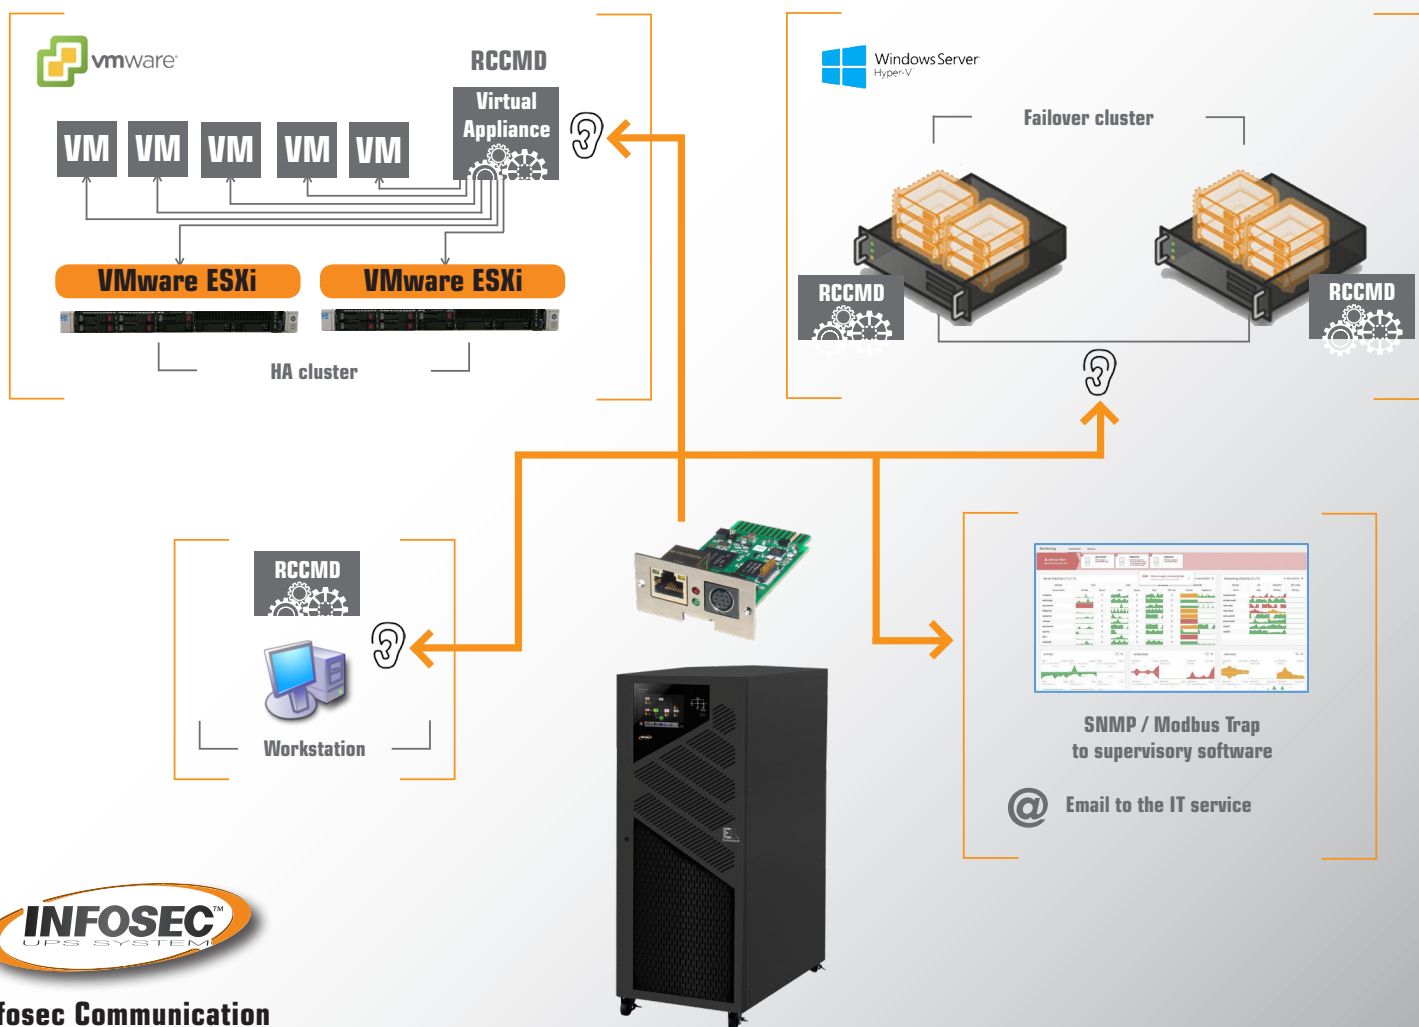 vmware®
RCCMD
Virtual
Appliance
VM VM VM VM VM
VMware ESXi VMware ESXi
HA cluster
Windows Server
Hyper-V
Failover cluster
RCCMD
RCCMD
RCCMD
Workstation
Monitoring
SNMP / Modbus Trap
to supervisory software
@ Email to the IT service
INFOSEC™
UPS SYSTEM
fosec Communication